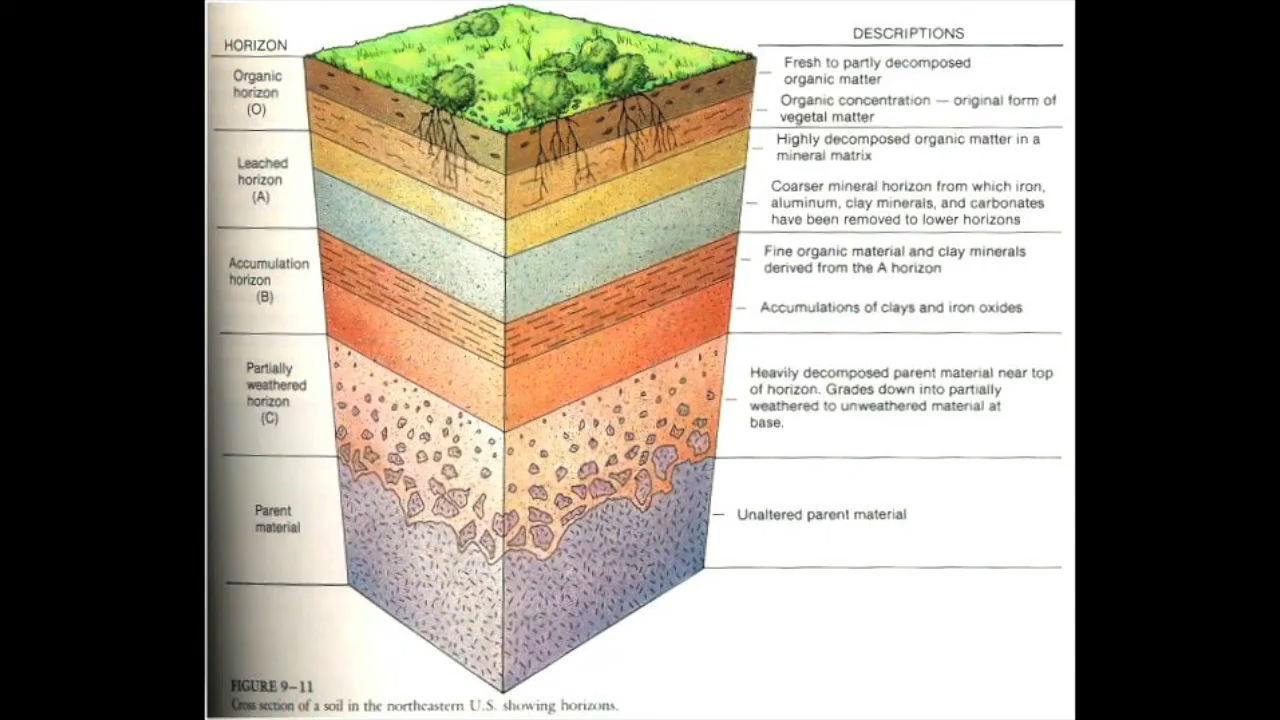 HORIZON
Organic
horizon
(O)
Leached
horizon
(A)
Accumulation
horizon
(B)
Partially
weathered
horizon
(C)
Parent
material
DESCRIPTIONS
Fresh to partly decomposed
organic matter
Organic concentration — original form of
vegetal matter
Highly decomposed organic matter in a
mineral matrix
Coarser mineral horizon from which iron,
aluminum, clay minerals, and carbonates
have been removed to lower horizons
Fine organic material and clay minerals
derived from the A horizon
Accumulations of clays and iron oxides
Heavily decomposed parent material near top
of horizon. Grades down into partially
weathered to unweathered material at
base.
Unaltered parent material
FIGURE 9–11
Cross section of a soil in the northeastern U.S. showing horizons.